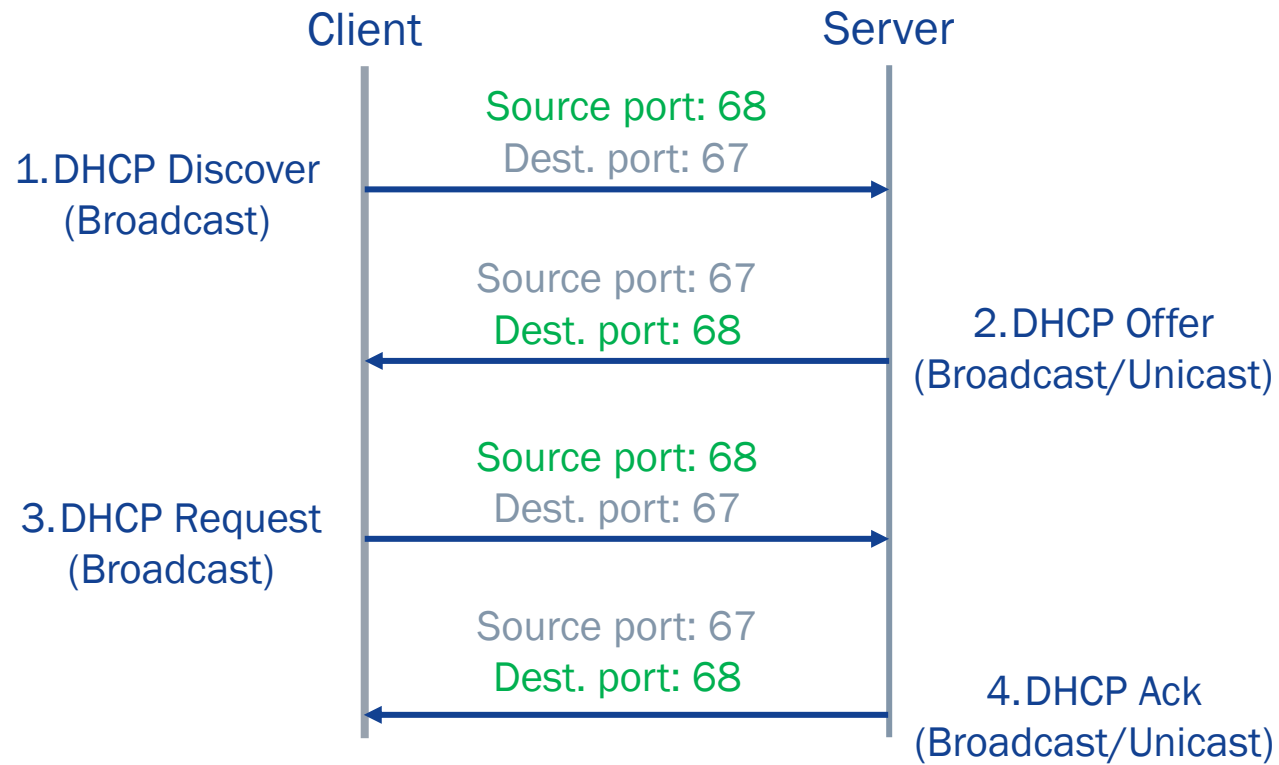 Client
Server
Source port: 68
Dest. port: 67
1.DHCP Discover
(Broadcast)
Source port: 67
Dest. port: 68
2.DHCP Offer
(Broadcast/Unicast)
Source port: 68
Dest. port: 67
3.DHCP Request
(Broadcast)
Source port: 67
Dest. port: 68
4.DHCP Ack
(Broadcast/Unicast)